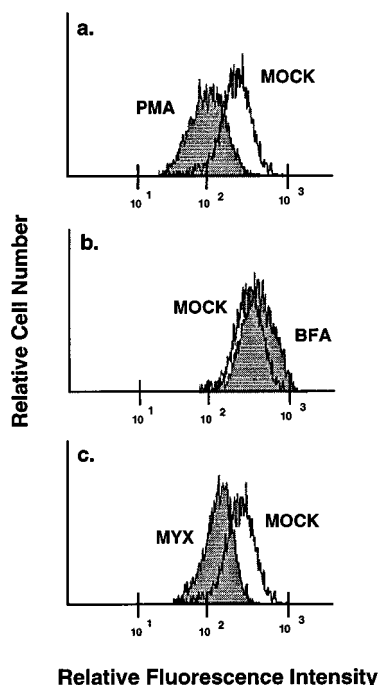 a.
MOCK
PMA
10 1 10 2 10 3
Relative Cell Number
b.
MOCK
BFA
10 1 10 2 10 3
c.
MYX
MOCK
10 1 10 2 10 3
Relative Fluorescence Intensity